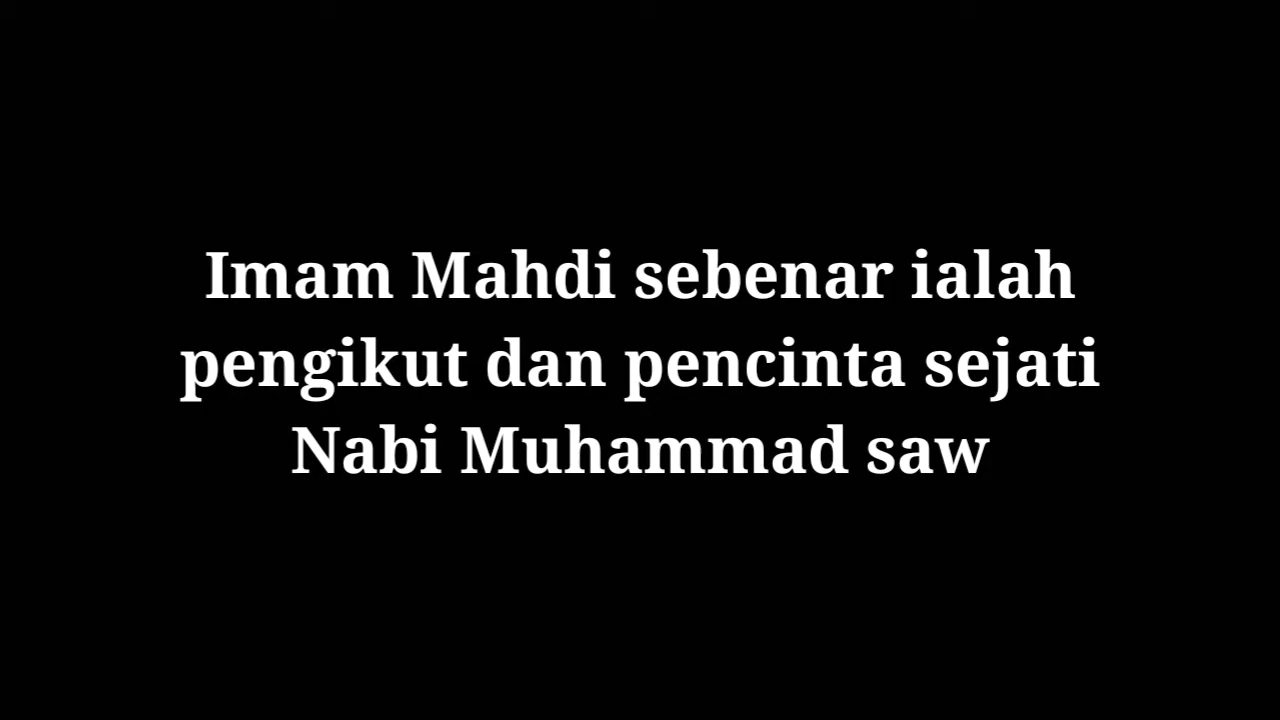 Imam Mahdi sebenar ialah
pengikut dan pencinta sejati
Nabi Muhammad saw